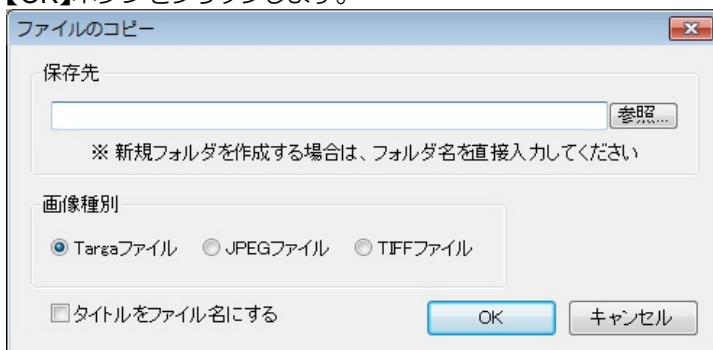 【OK】ボタンをクリックします。
ファイルのコピー
保存先
参照...
※ 新規フォルダを作成する場合は、フォルダ名を直接入力してください
画像種別
Targaファイル JPEGファイル TIFFファイル
タイトルをファイル名にする OK キャンセル